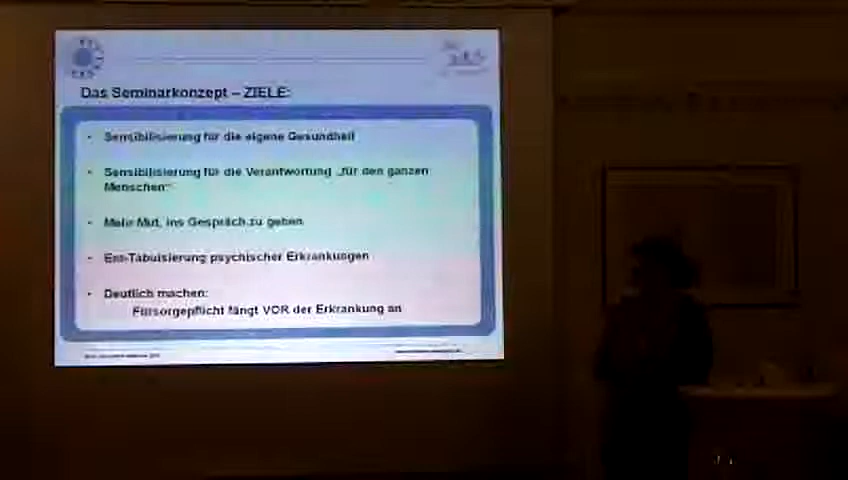 Das Seminarkonzept – ZIELE:
• Sensibilisierung für die eigene Gesundheit
• Sensibilisierung für die Verantwortung „für den ganzen
Menschen“
• Mehr Mut, ins Gespräch zu gehen
• Ent-Tabuisierung psychischer Erkrankungen
• Deutlich machen:
Fürsorgepflicht fängt VOR der Erkrankung an